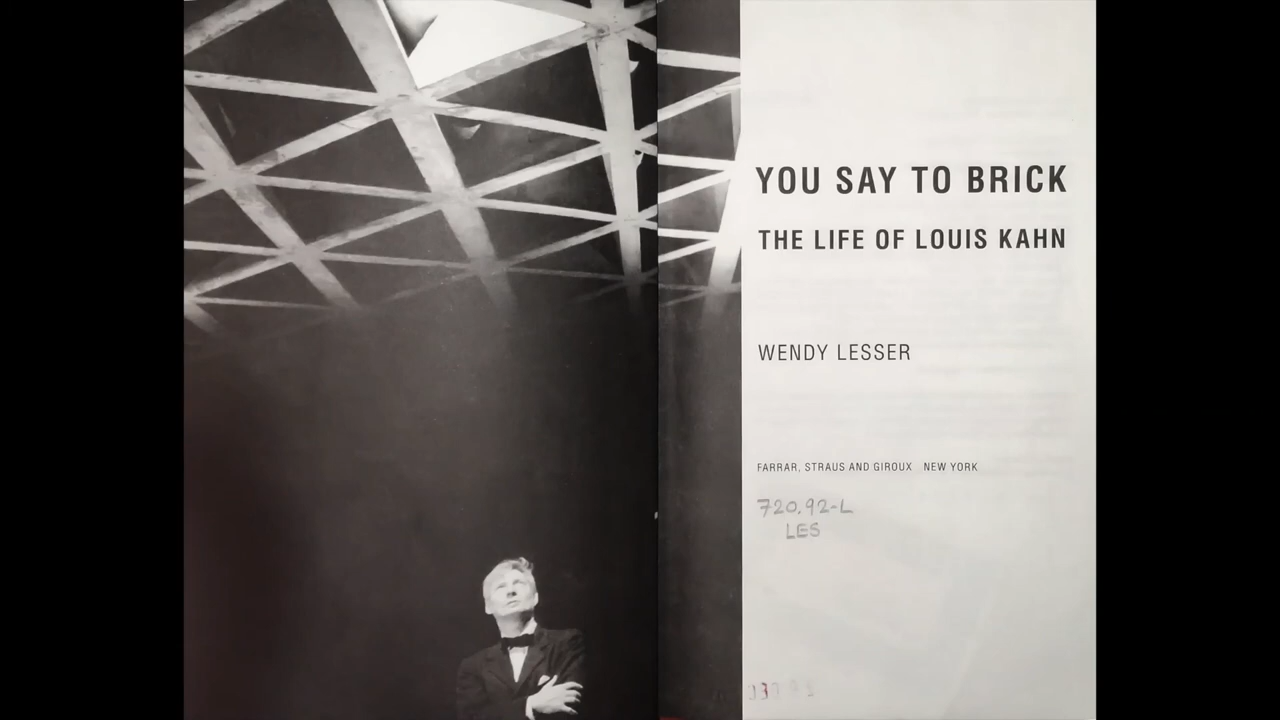 YOU SAY TO BRICK
THE LIFE OF LOUIS KAHN
WENDY LESSER
FARRAR, STRAUS AND GIROUX NEW YORK
720.92-L
LES